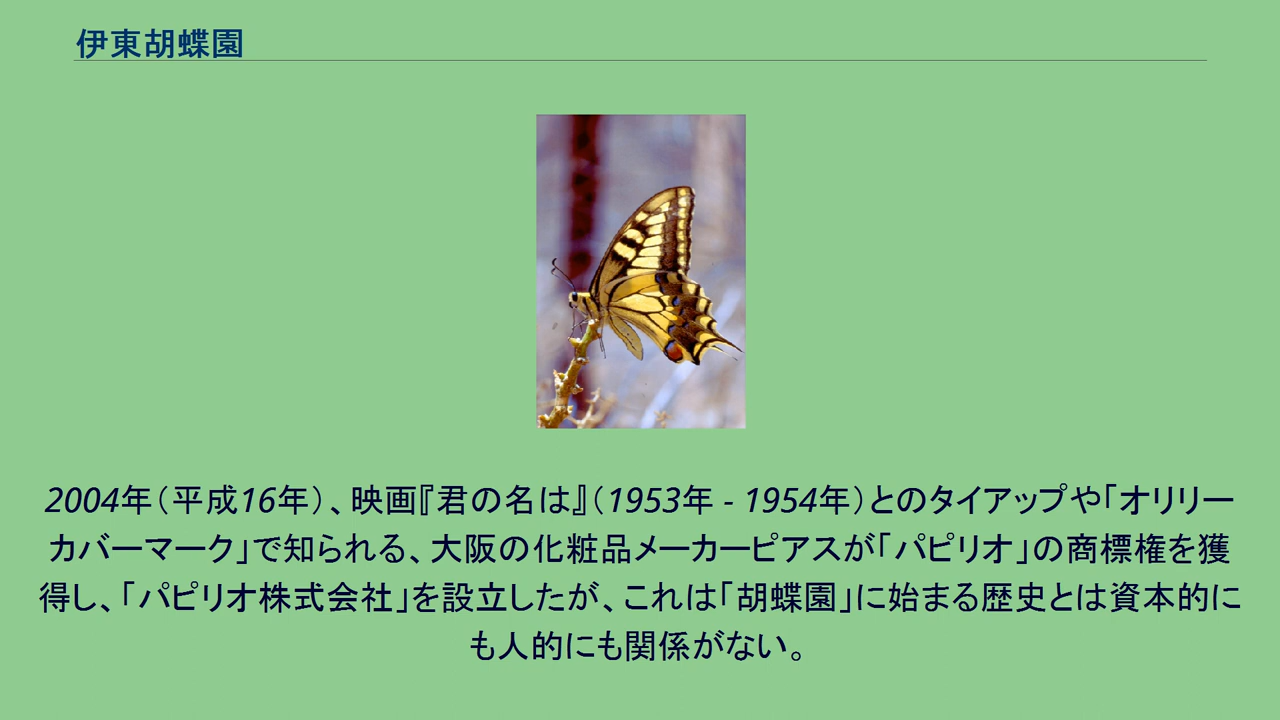 伊東胡蝶園
2004年（平成16年）、映画『君の名は』（1953年 - 1954年）とのタイアップや「オリリー
カバーマーク」で知られる、大阪の化粧品メーカーピアスが「パピリオ」の商標権を獲
得し、「パピリオ株式会社」を設立したが、これは「胡蝶園」に始まる歴史とは資本的に
も人的にも関係がない。